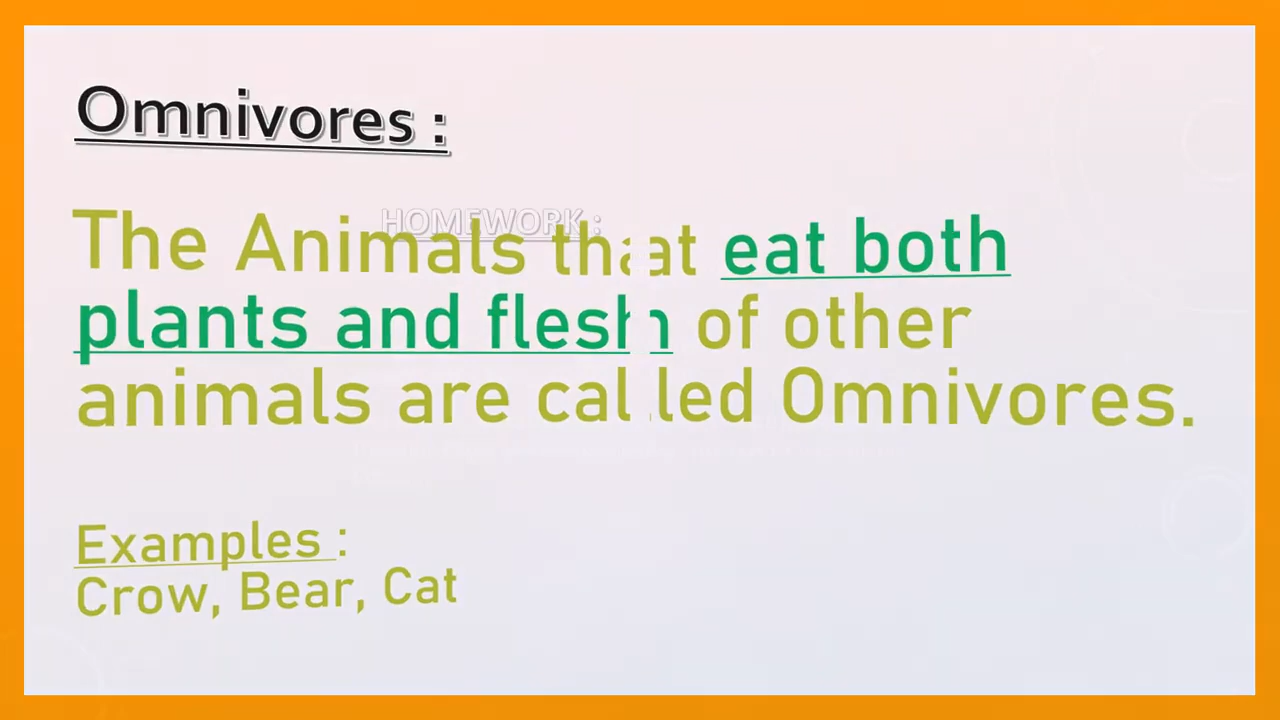 Omnivores :
HOMEWORK :
The Animals that eat both
plants and flesh of other
animals are called Omnivores.
Examples :
Crow, Bear, Cat